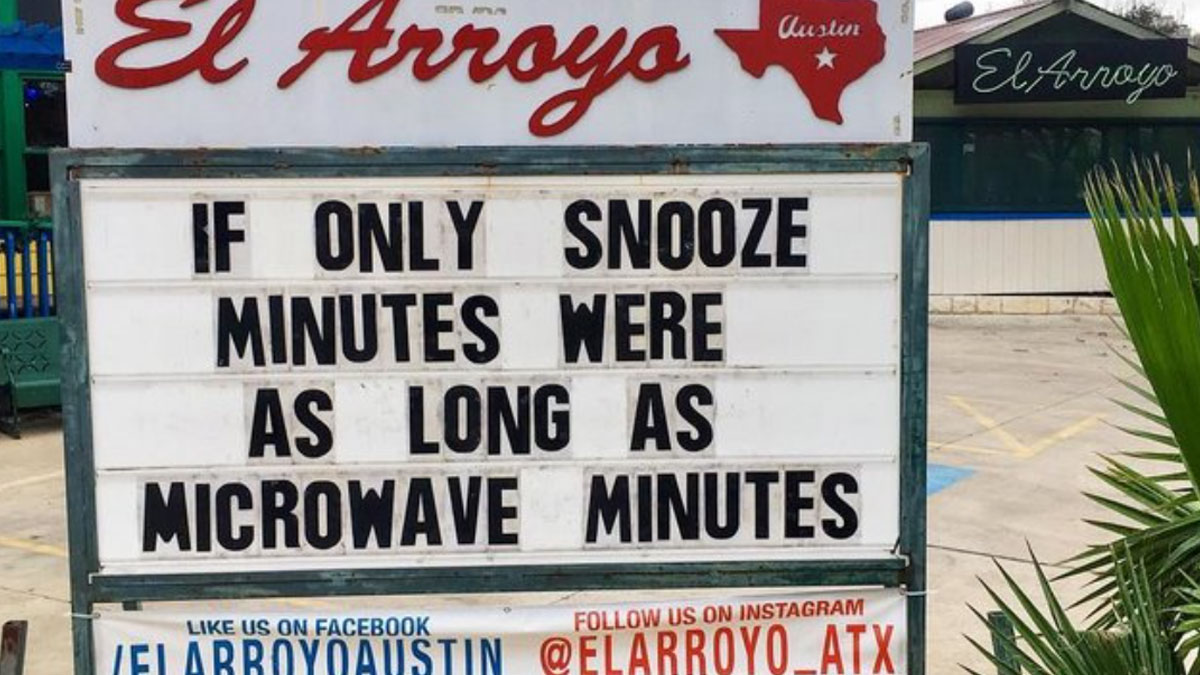 El Arroyo
Austin
El Arroyo
IF ONLY SNOOZE
MINUTES WERE
AS LONG AS
MICROWAVE MINUTES
LIKE US ON FACEBOOK
/ELARROYOAUSTIN
FOLLOW US ON INSTAGRAM
@ELARROYO_ATX